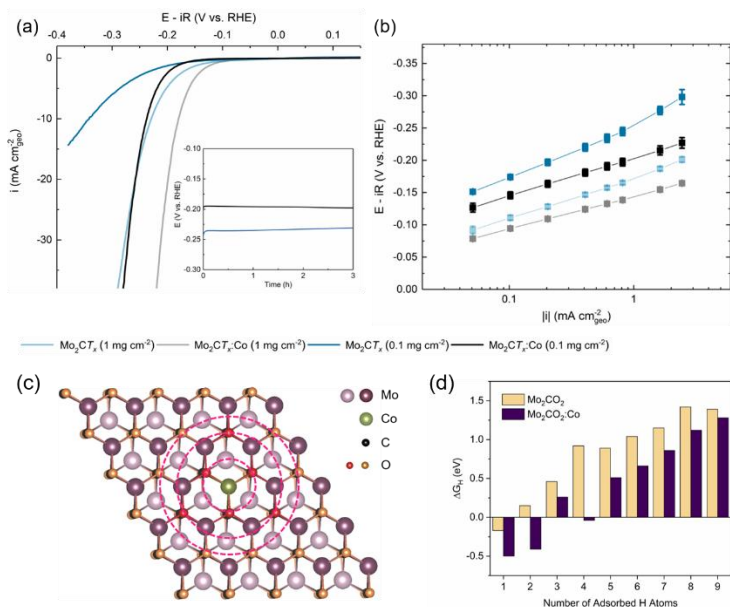 (a)
E - iR (V vs. RHE)
-0.4 -0.3 -0.2 -0.1 0.0 0.1
0
-10
-20
-30
i (mA cm⁻²geo)
-0.10
-0.15
-0.20
-0.25
-0.30
E (V vs. RHE)
0 1 2 3
Time (h)
(b)
-0.30
-0.25
-0.20
-0.15
-0.10
-0.05
-0.00
E - iR (V vs. RHE)
0.1 1
|i| (mA cm⁻²geo)
Mo₂CTₓ (1 mg cm⁻²) Mo₂CTₓ:Co (1 mg cm⁻²) Mo₂CTₓ (0.1 mg cm⁻²) Mo₂CTₓ:Co (0.1 mg cm⁻²)
(c)
Mo
Co
C
O
(d)
Mo₂CO₂
Mo₂CO₂:Co
1.5
1.0
0.5
0.0
-0.5
ΔG_H (eV)
1 2 3 4 5 6 7 8 9
Number of Adsorbed H Atoms